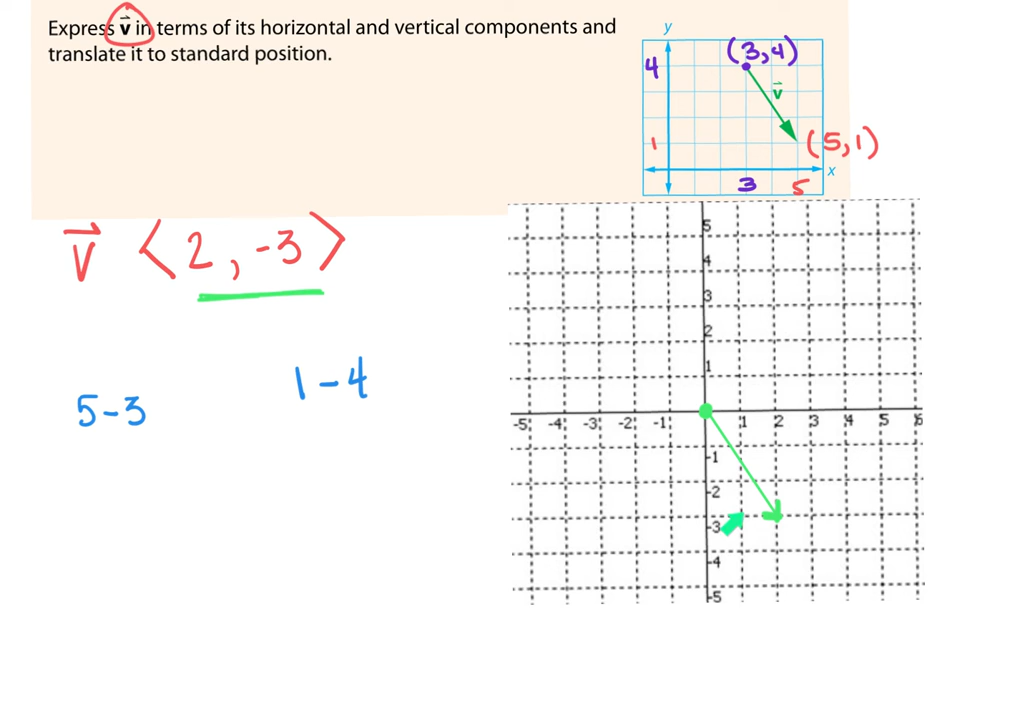 Express v⃗ in terms of its horizontal and vertical components and
translate it to standard position.
y
(3,4)
4
v⃗
1
(5,1)
x
3 5
v⃗ ⟨2, -3⟩
5-3
1-4
5
4
3
2
1
-5 -4 -3 -2 -1 1 2 3 4 5 6
-1
-2
-3
-4
-5